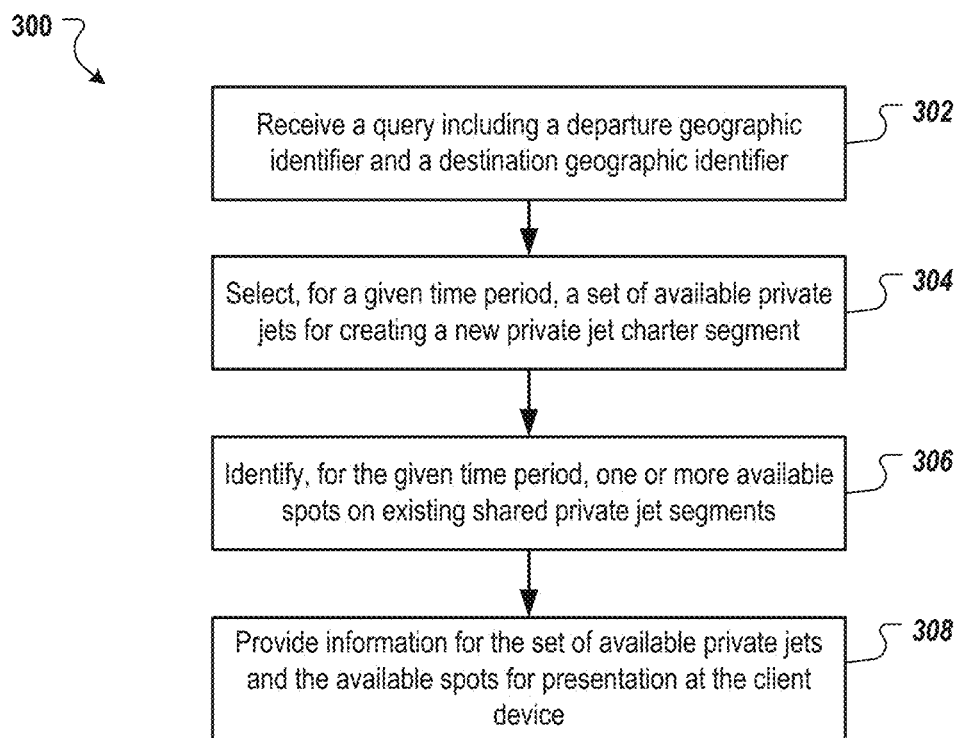 300
Receive a query including a departure geographic
identifier and a destination geographic identifier
302
Select, for a given time period, a set of available private
jets for creating a new private jet charter segment
304
Identify, for the given time period, one or more available
spots on existing shared private jet segments
306
Provide information for the set of available private jets
and the available spots for presentation at the client
device
308